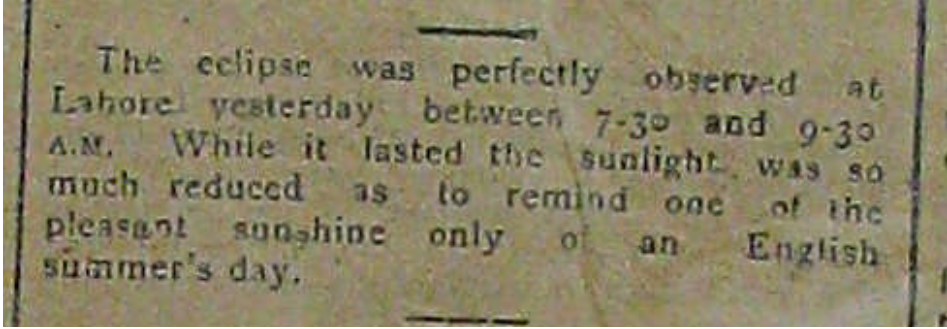 The eclipse was perfectly observed at
Lahore yesterday between 7-30 and 9-30
A.M. While it lasted the sunlight was so
much reduced as to remind one of the
pleasant sunshine only of an English
summer's day.